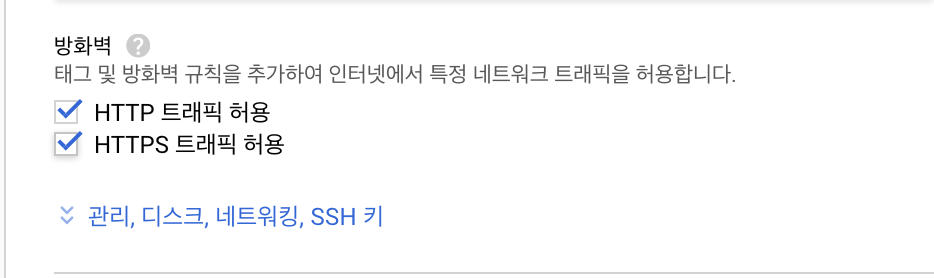 방화벽 ?
태그 및 방화벽 규칙을 추가하여 인터넷에서 특정 네트워크 트래픽을 허용합니다.
HTTP 트래픽 허용
HTTPS 트래픽 허용
관리, 디스크, 네트워킹, SSH 키